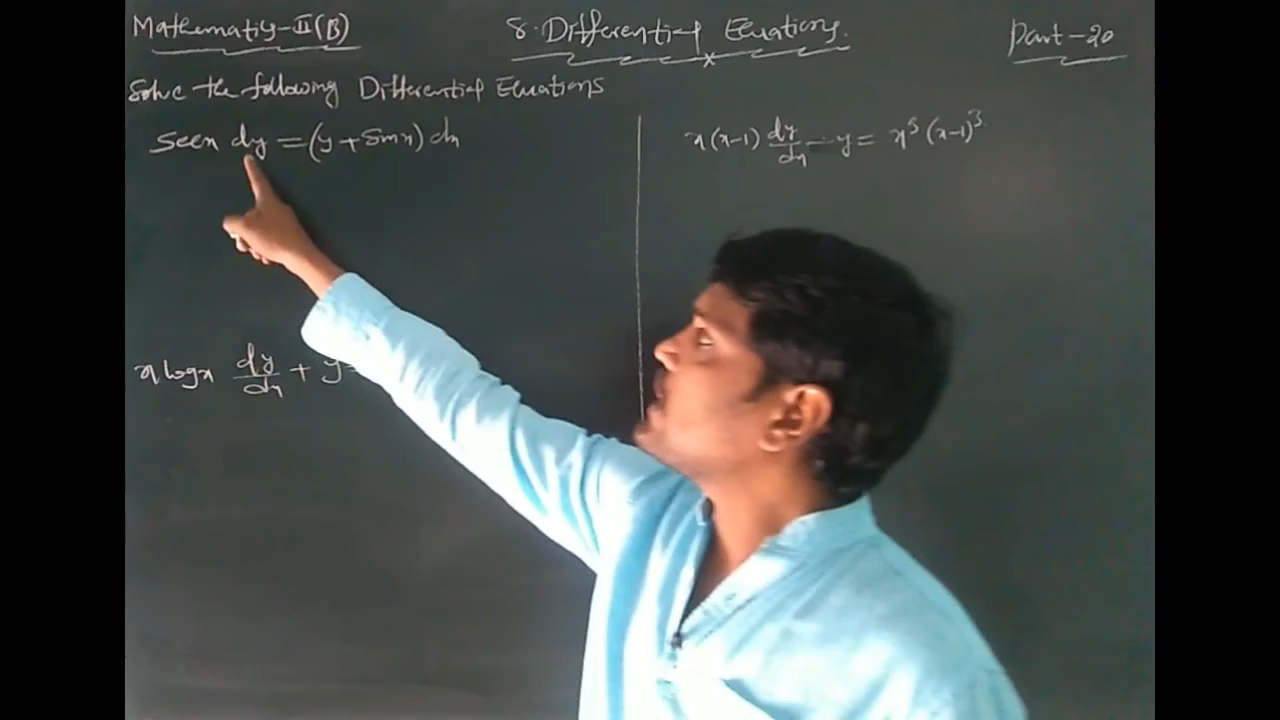 Mathematics-II(B)
8. Differential Equations.
Part-20
Solve the following Differential Equations
Secx dy = (y + Sinx) dx
x(x-1) dy/dx - y = x³ (x-1)³.
x logx dy/dx + y =